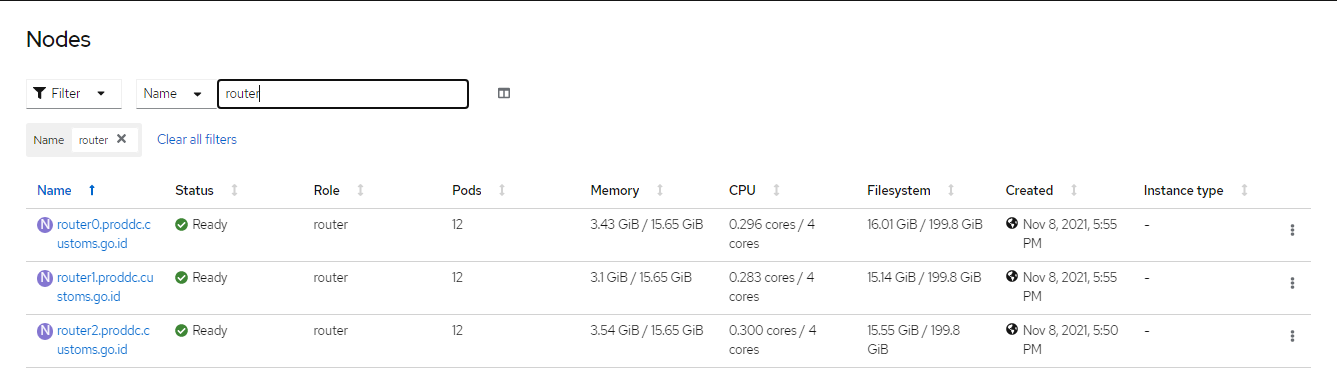 Nodes
Filter Name router
Name router Clear all filters
Name Status Role Pods Memory CPU Filesystem Created Instance type
N router0.proddc.c Ready router 12 3.43 GiB / 15.65 GiB 0.296 cores / 4 16.01 GiB / 199.8 GiB Nov 8, 2021, 5:55 -
ustoms.go.id cores PM
N router1.proddc.cu Ready router 12 3.1 GiB / 15.65 GiB 0.283 cores / 4 15.14 GiB / 199.8 GiB Nov 8, 2021, 5:55 -
stoms.go.id cores PM
N router2.proddc.c Ready router 12 3.54 GiB / 15.65 GiB 0.300 cores / 4 15.55 GiB / 199.8 Nov 8, 2021, 5:50 -
ustoms.go.id cores GiB PM